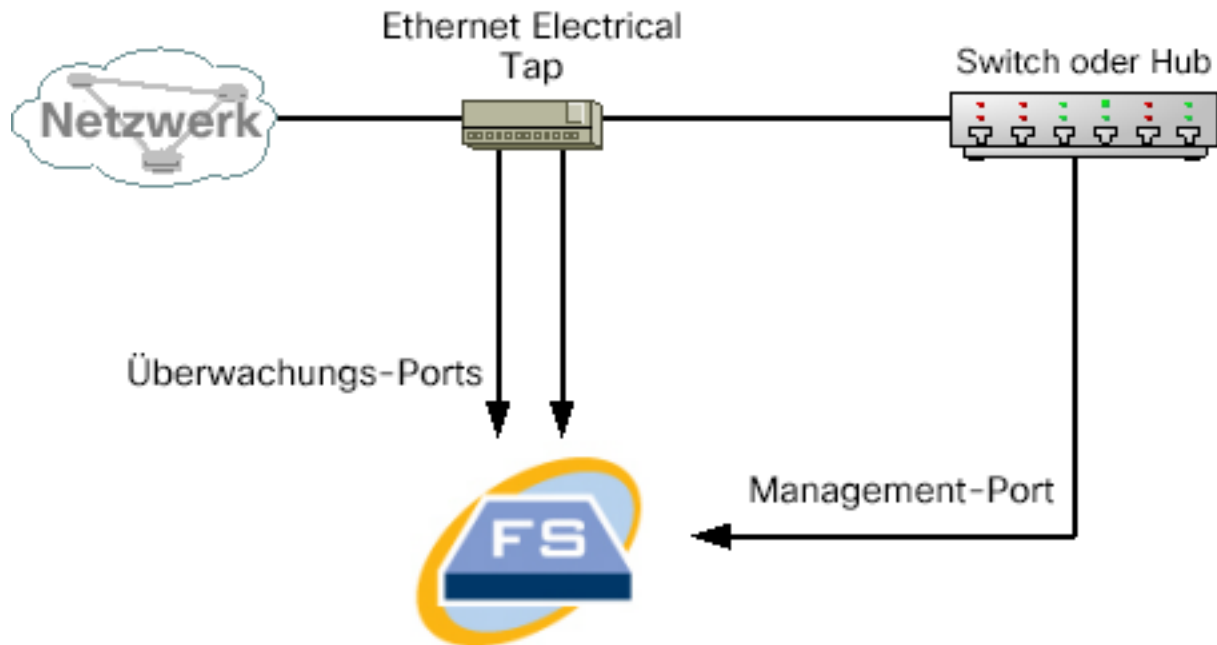 Ethernet Electrical
Tap
Switch oder Hub
Netzwerk
Überwachungs-Ports
Management-Port
FS